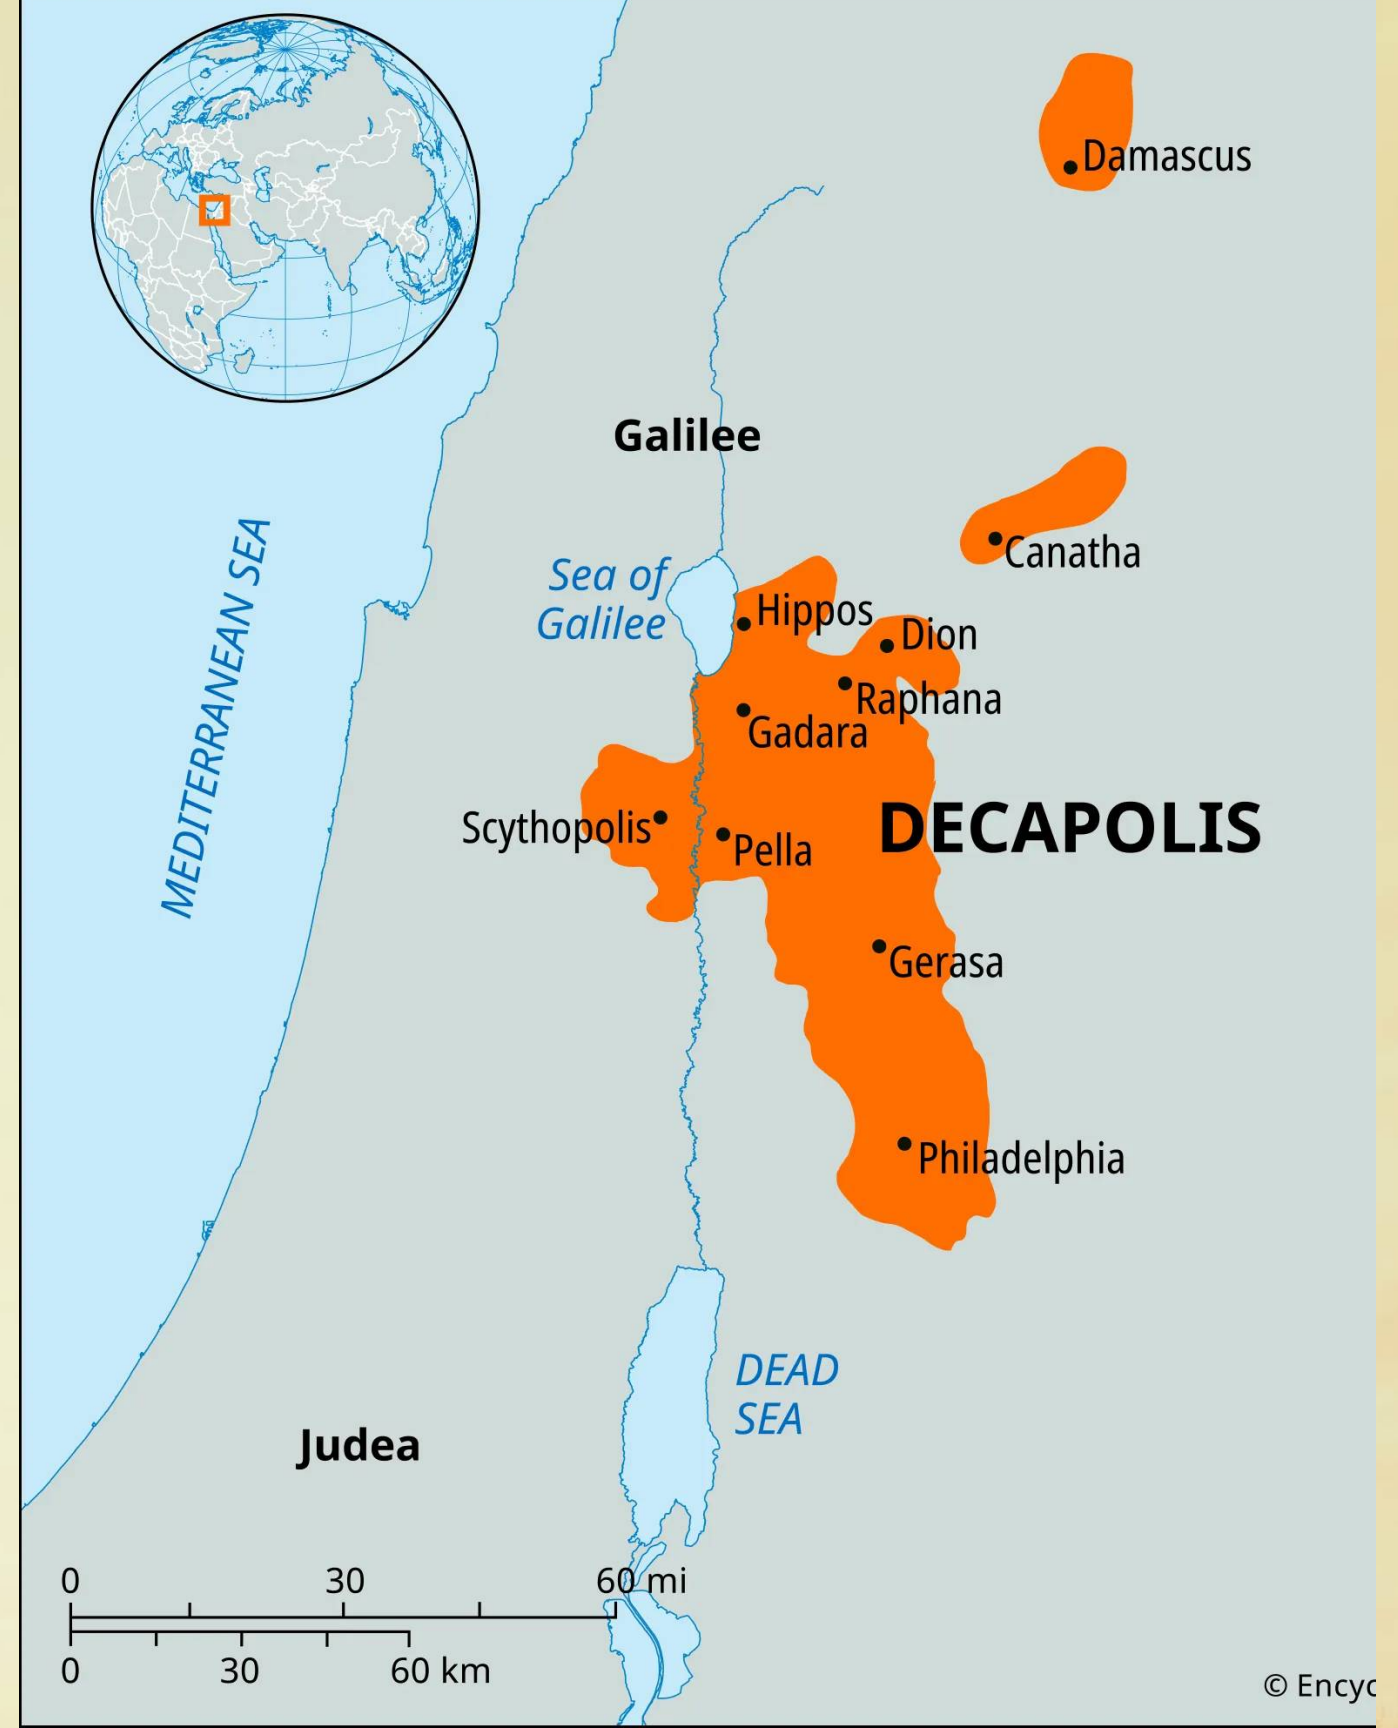 Damascus
Galilee
Canatha
Sea of
Galilee
MEDITERRANEAN SEA
Hippos
Dion
Raphana
Gadara
DECAPOLIS
Scythopolis
Pella
Gerasa
Philadelphia
DEAD
SEA
Judea
0 30 60 mi
0 30 60 km
© Encyc